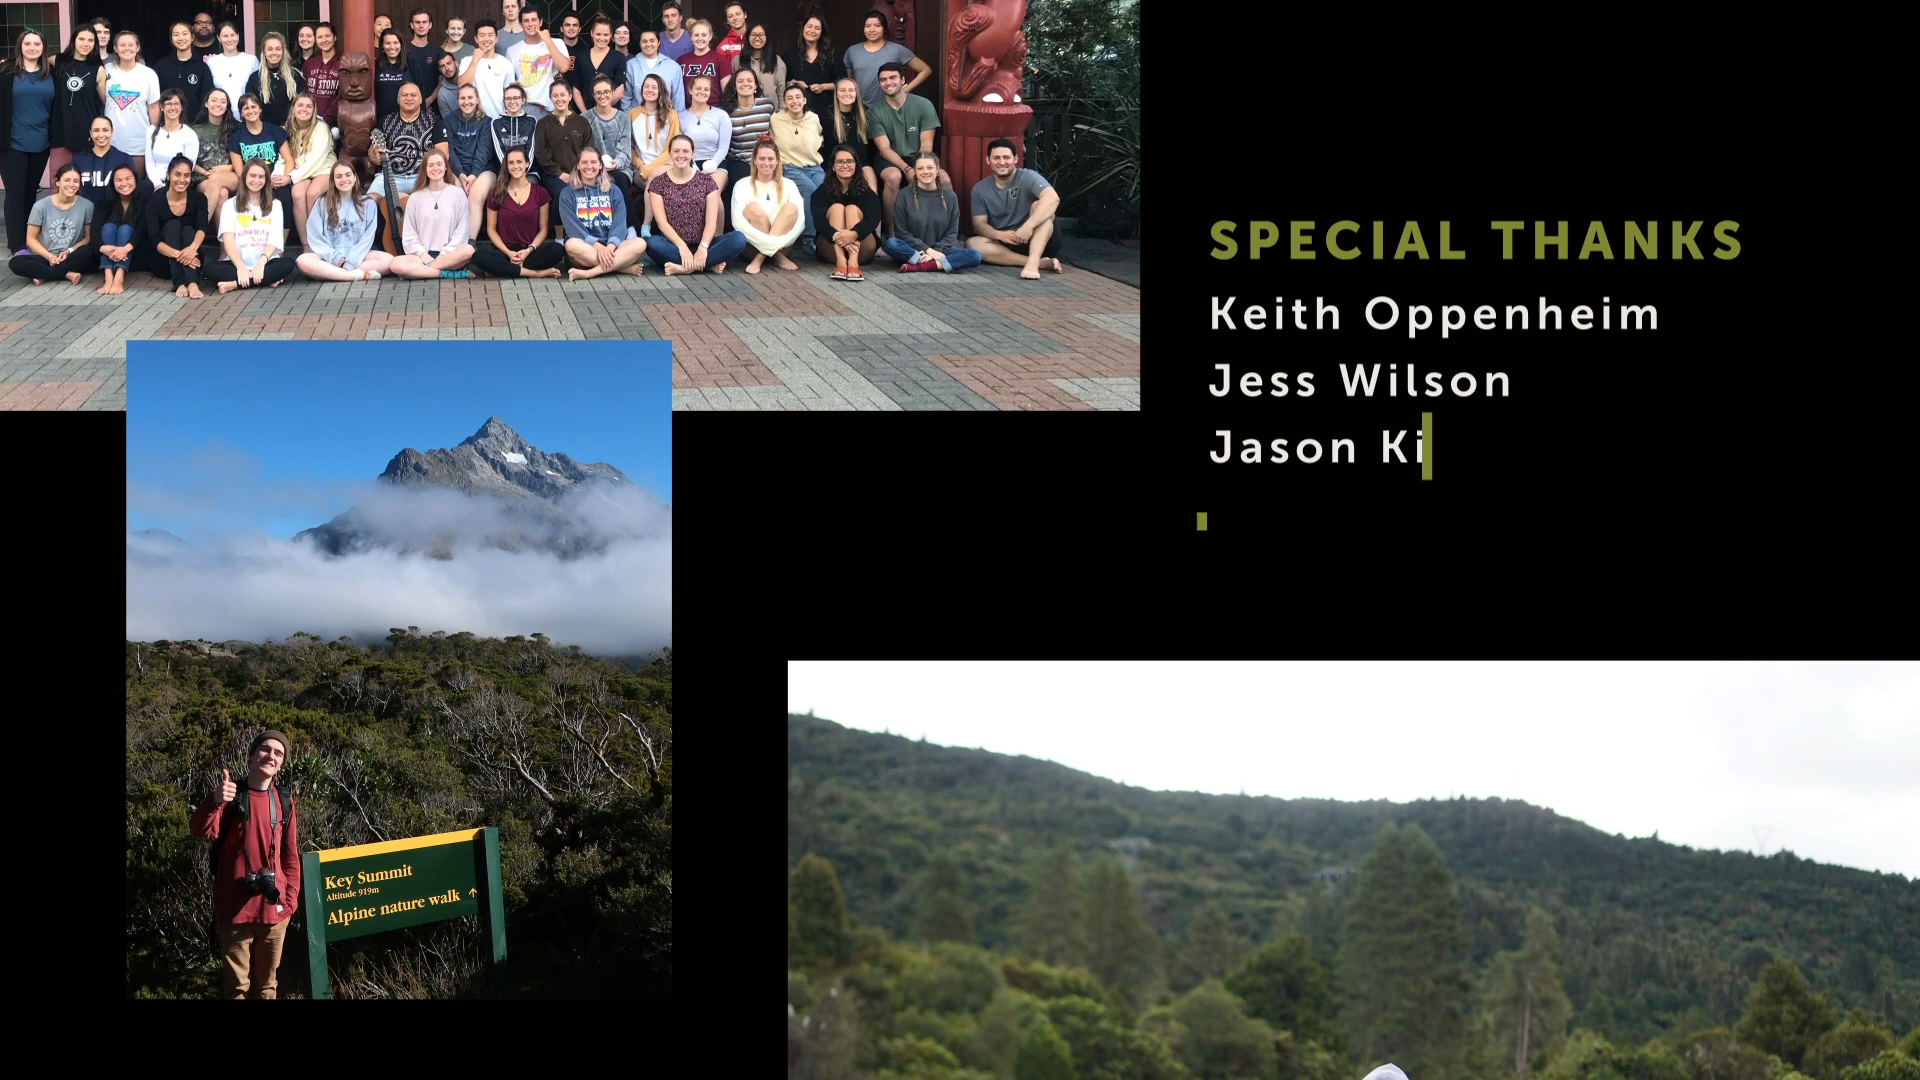 SPECIAL THANKS
Keith Oppenheim
Jess Wilson
Jason Ki
Key Summit
Altitude 919m
Alpine nature walk